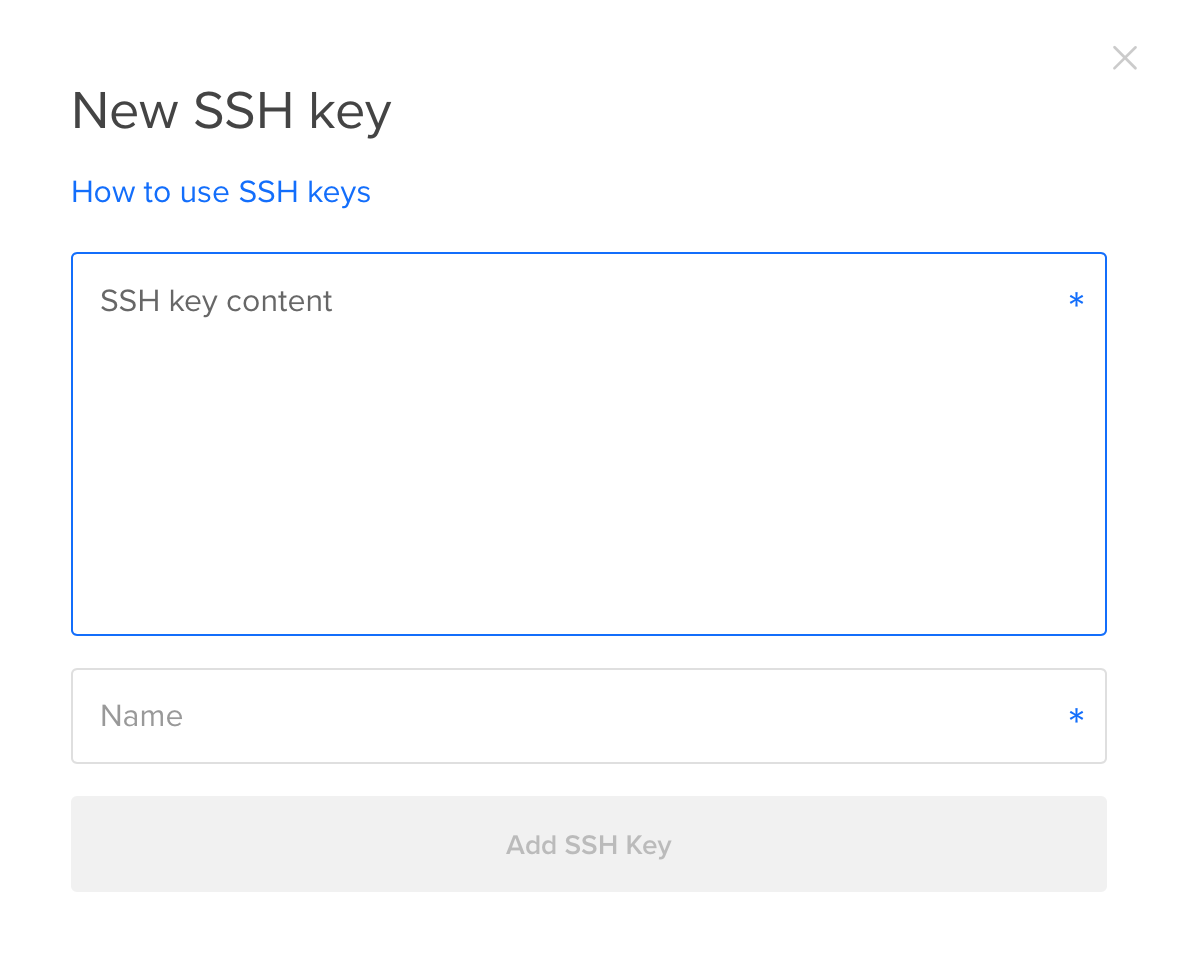 New SSH key
How to use SSH keys
SSH key content *
Name *
Add SSH Key